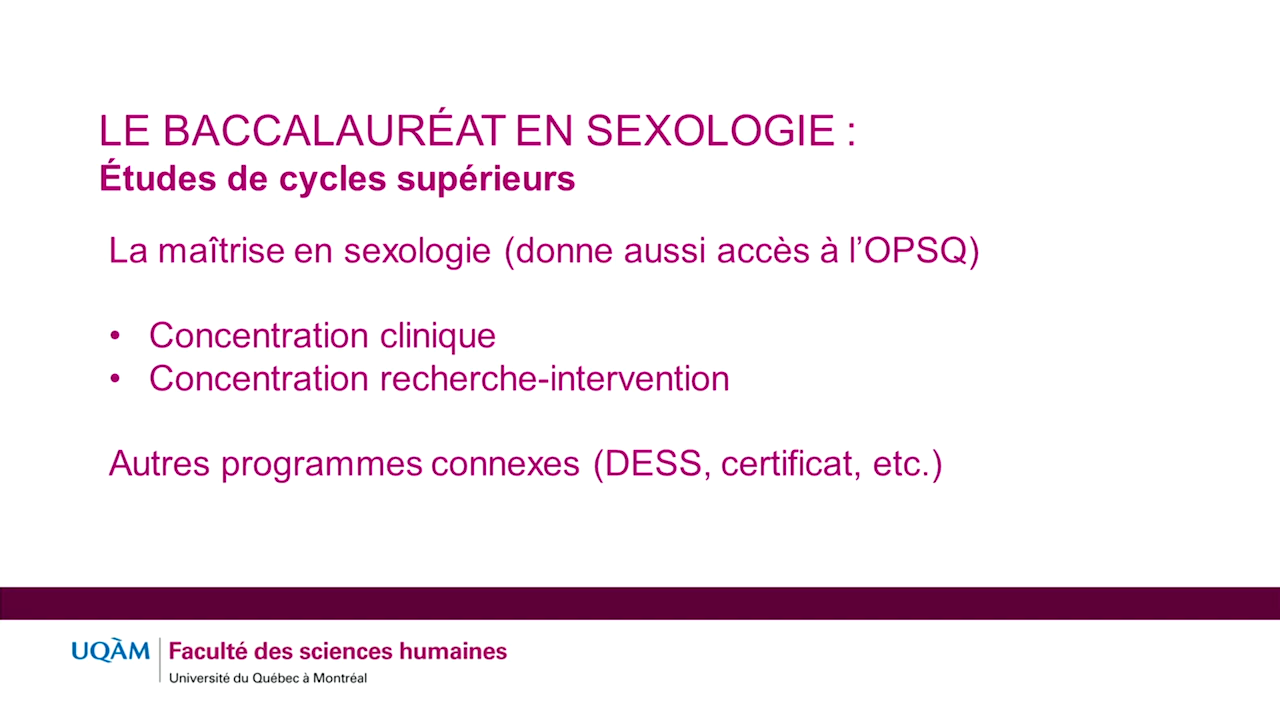 LE BACCALAURÉAT EN SEXOLOGIE :
Études de cycles supérieurs
La maîtrise en sexologie (donne aussi accès à l’OPSQ)
• Concentration clinique
• Concentration recherche-intervention
Autres programmes connexes (DESS, certificat, etc.)
UQÀM
Faculté des sciences humaines
Université du Québec à Montréal